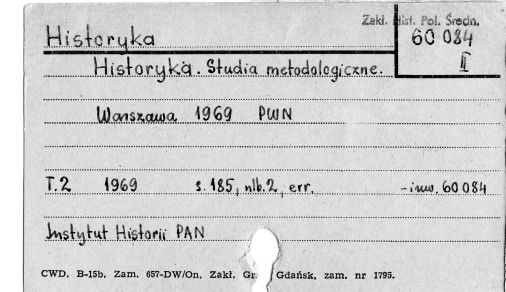 Zakł. Hist. Pol. Średn.
Historyka
60 084
II
Historyka. Studia metodologiczne.
Warszawa 1969 PWN
T.2 1969 s. 185, nlb. 2, err. - inw. 60 084
Instytut Historii PAN
CWD. B-15b. Zam. 657-DW/On. Zakł. Gr Gdańsk, zam. nr 1795.